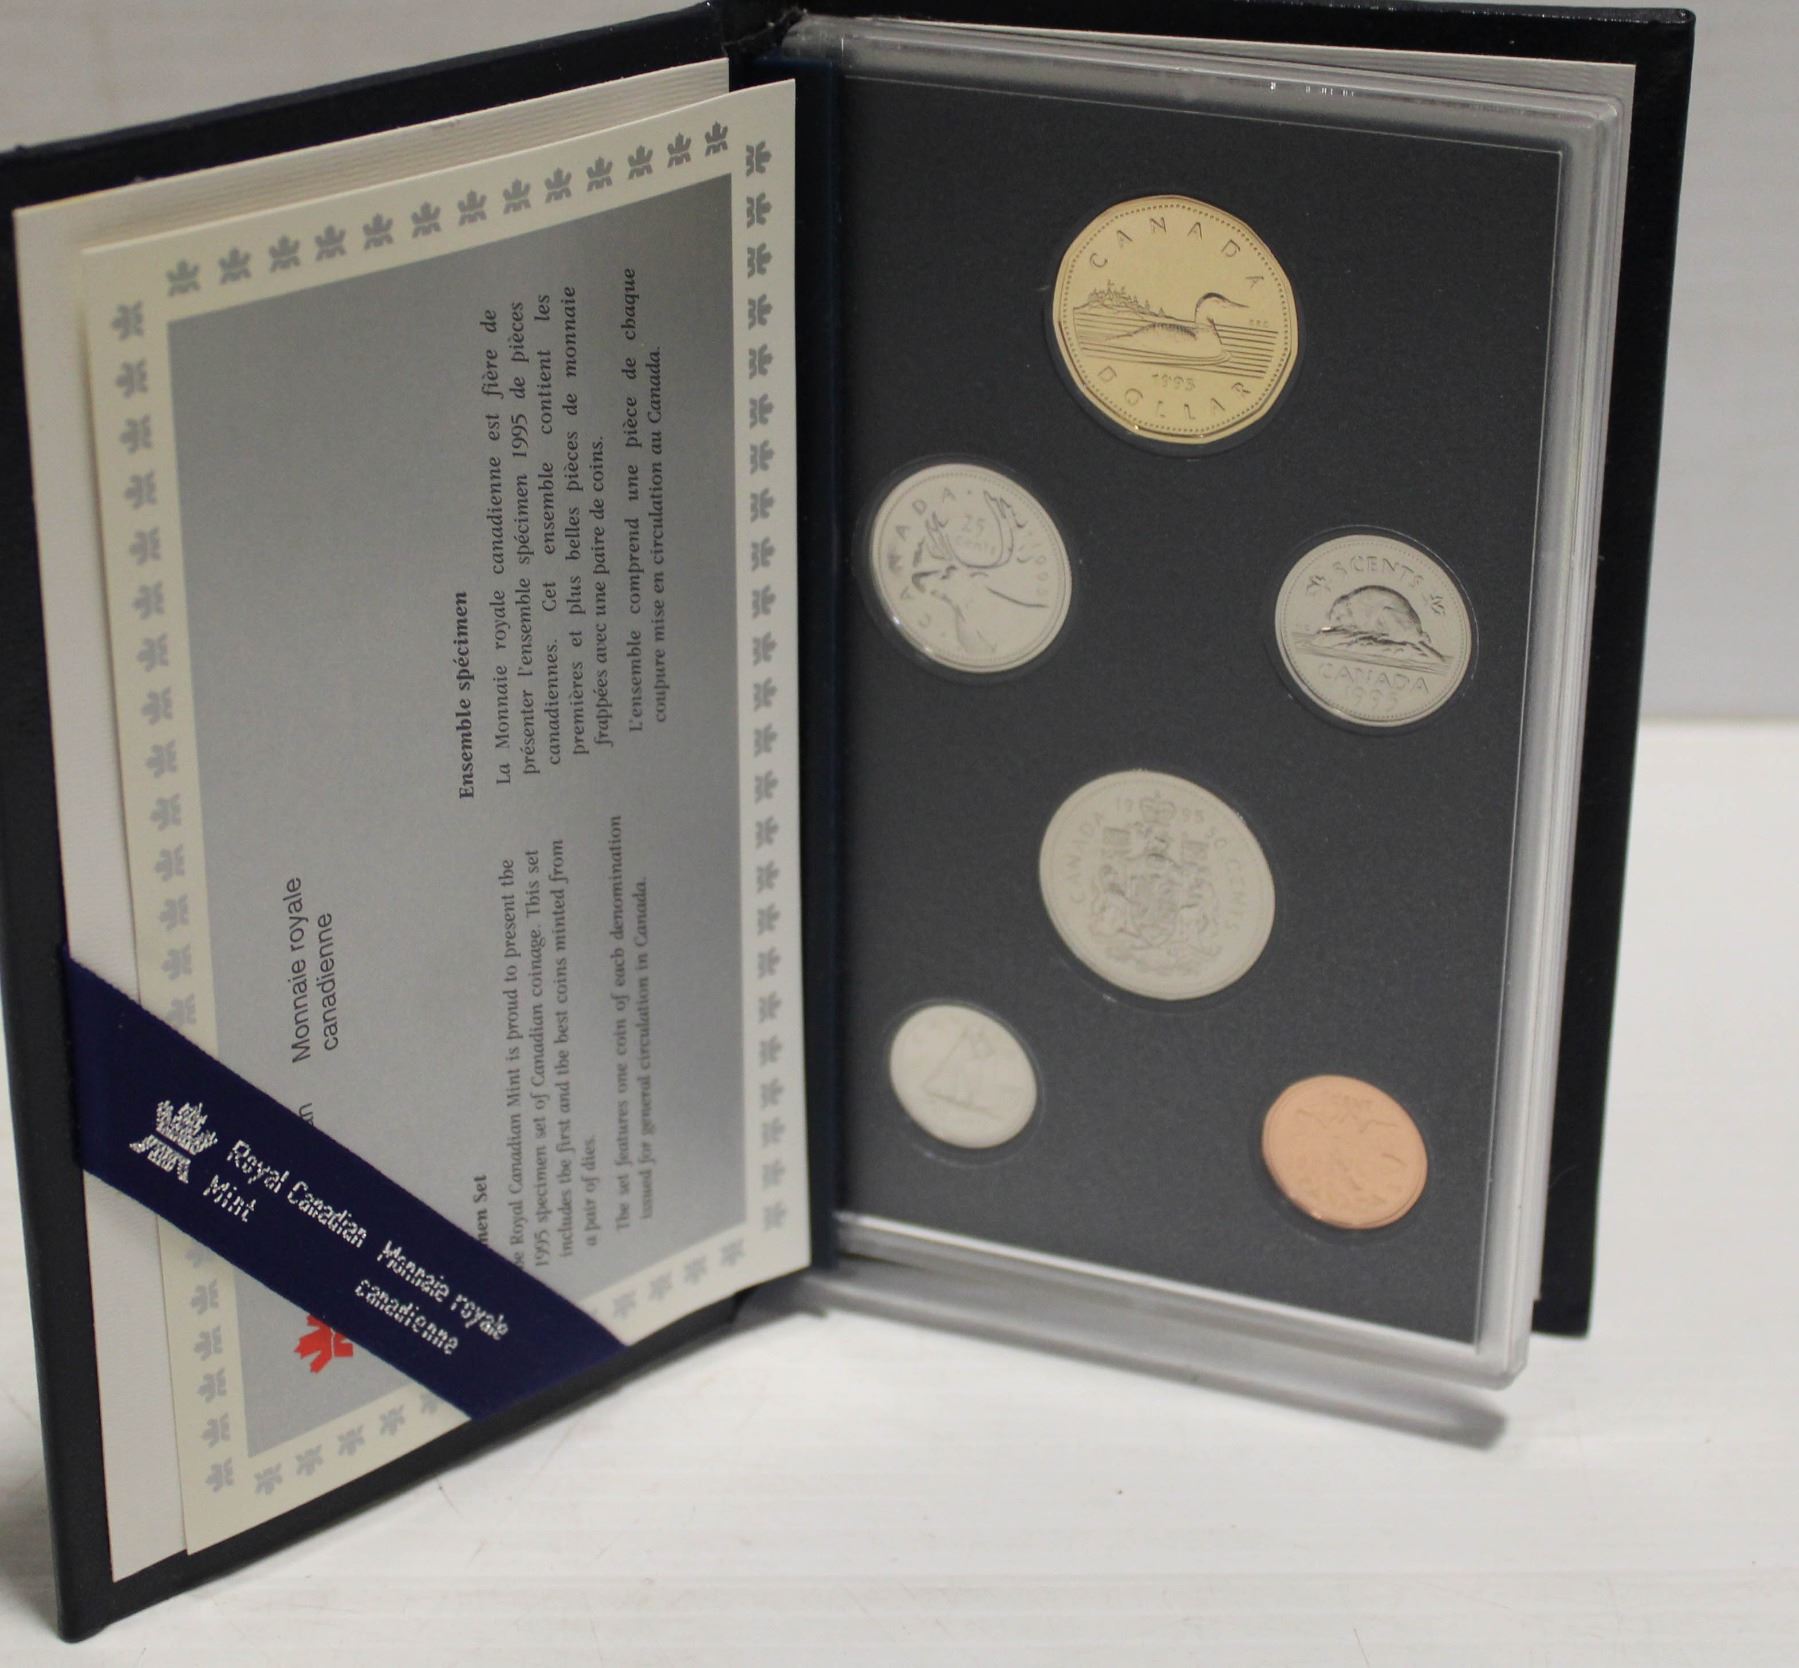 Monnaie royale
canadienne
Ensemble spécimen
La Monnaie royale canadienne est fière de
présenter l'ensemble spécimen 1995 de pièces
canadiennes. Cet ensemble contient les
premières et plus belles pièces de monnaie
frappées avec une paire de coins.
L'ensemble comprend une pièce de chaque
coupure mise en circulation au Canada.
men Set
Royal Canadian Mint is proud to present the
1995 specimen set of Canadian coinage. This set
includes the first and the best coins minted from
a pair of dies.
The set features one coin of each denomination
issued for general circulation in Canada.
Royal Canadian
Mint
Monnaie royale
canadienne
CANADA
1995
DOLLAR
CANADA
25
cents
5 CENTS
CANADA
1995
CANADA 1995 50 CENTS